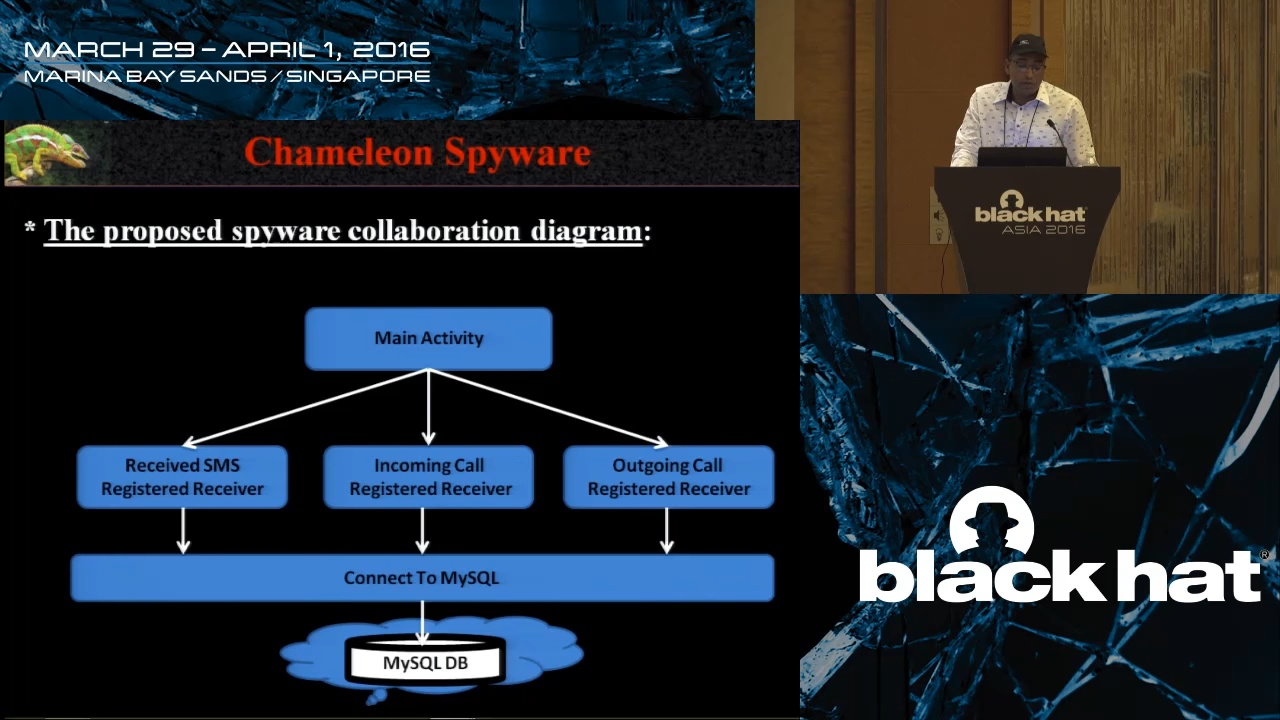 MARCH 29 – APRIL 1, 2016
MARINA BAY SANDS / SINGAPORE
Chameleon Spyware
* The proposed spyware collaboration diagram:
Main Activity
Received SMS
Registered Receiver
Incoming Call
Registered Receiver
Outgoing Call
Registered Receiver
Connect To MySQL
MySQL DB
black hat
ASIA 2016
black hat®